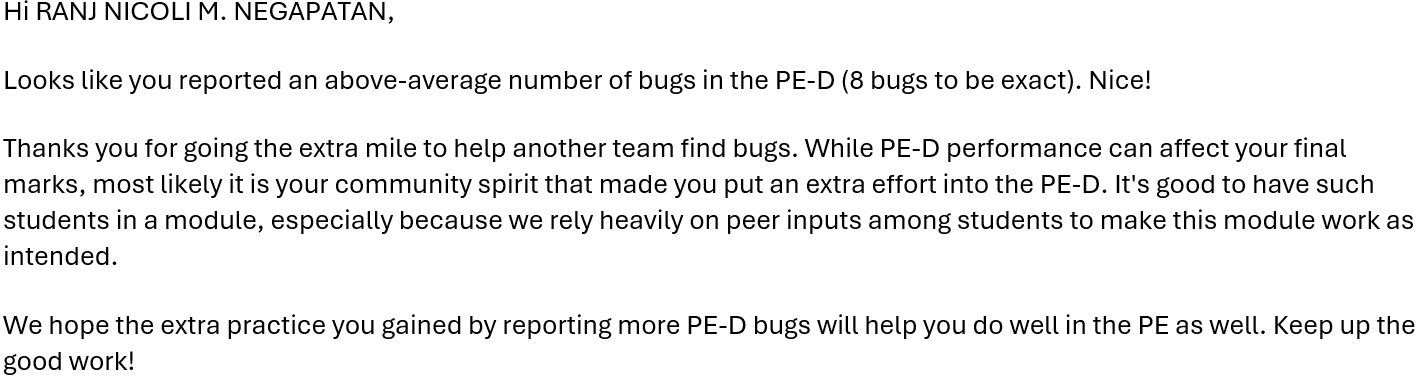 Hi RANJ NICOLI M. NEGAPATAN,
Looks like you reported an above-average number of bugs in the PE-D (8 bugs to be exact). Nice!
Thanks you for going the extra mile to help another team find bugs. While PE-D performance can affect your final
marks, most likely it is your community spirit that made you put an extra effort into the PE-D. It's good to have such
students in a module, especially because we rely heavily on peer inputs among students to make this module work as
intended.
We hope the extra practice you gained by reporting more PE-D bugs will help you do well in the PE as well. Keep up the
good work!